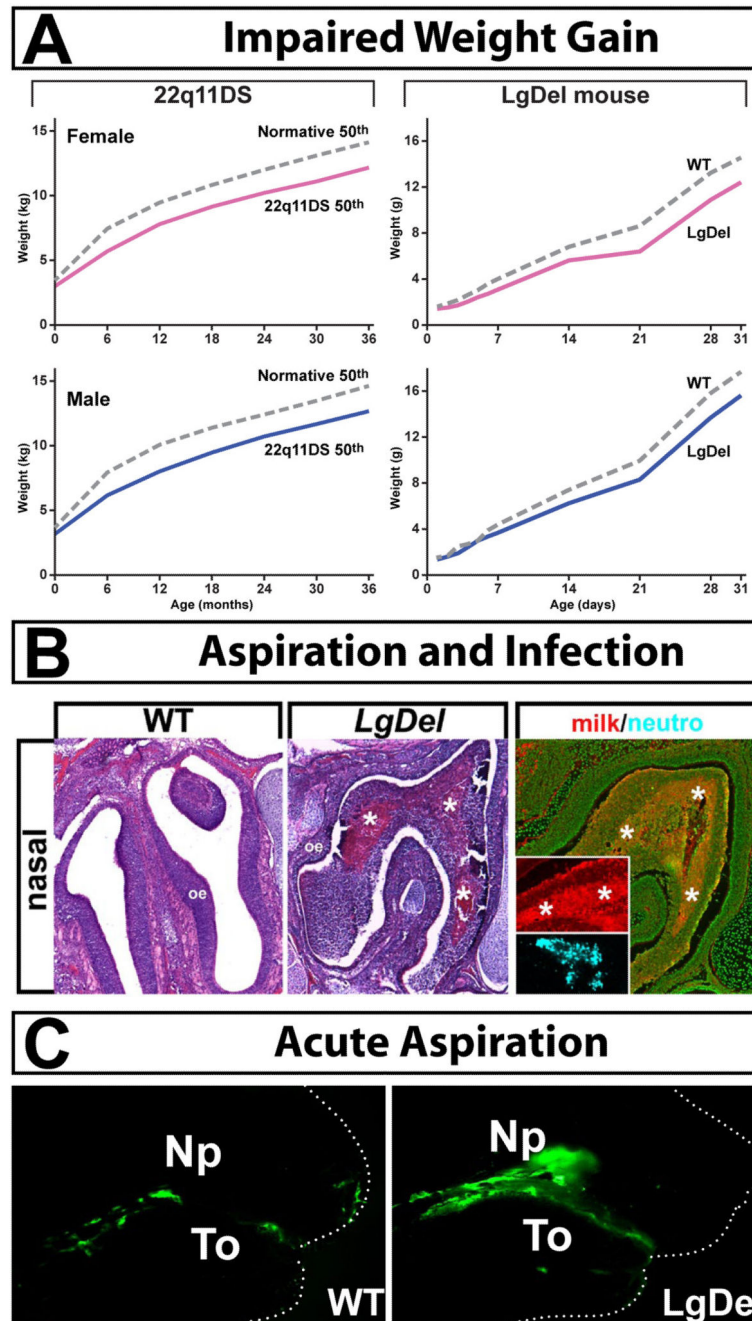 A Impaired Weight Gain
22q11DS
LgDel mouse
Female
Normative 50th
22q11DS 50th
Weight (kg)
15
10
5
0
0 6 12 18 24 30 36
WT
LgDel
Weight (g)
16
12
8
4
0
0 7 14 21 28 31
Male
Normative 50th
22q11DS 50th
Weight (kg)
15
10
5
0
0 6 12 18 24 30 36
Age (months)
WT
LgDel
Weight (g)
16
12
8
4
0
0 7 14 21 28 31
Age (days)
B Aspiration and Infection
WT
LgDel
milk/neutro
nasal
oe
oe
* * *
* * *
* *
C Acute Aspiration
Np
To
WT
Np
To
LgDel